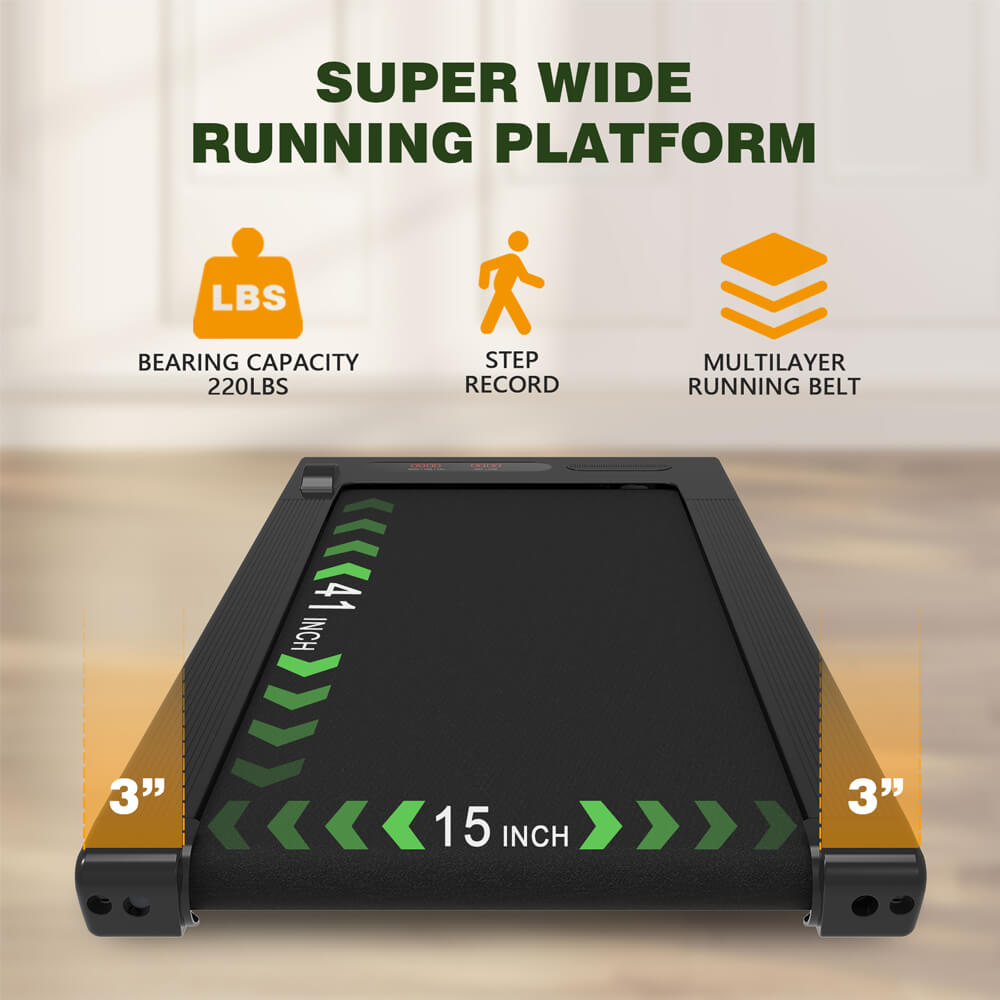 SUPER WIDE
RUNNING PLATFORM
LBS
BEARING CAPACITY
220LBS
STEP
RECORD
MULTILAYER
RUNNING BELT
41 INCH
3”
3”
15 INCH